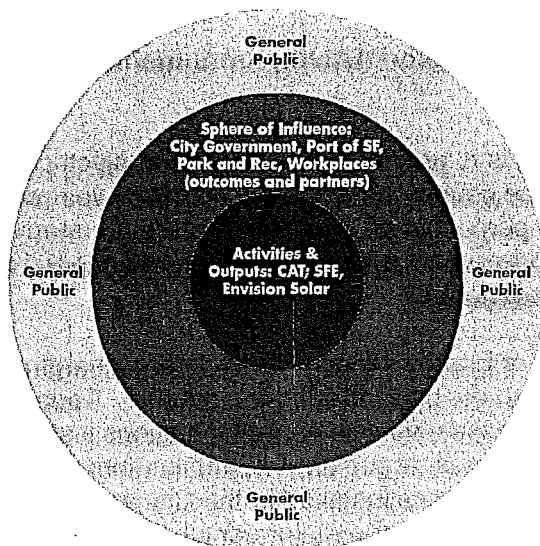 General
Public
Sphere of Influence:
City Government, Port of SF,
Park and Rec, Workplaces
(outcomes and partners)
Activities &
Outputs: CAT; SFE,
Envision Solar
General
Public
General
Public
General
Public